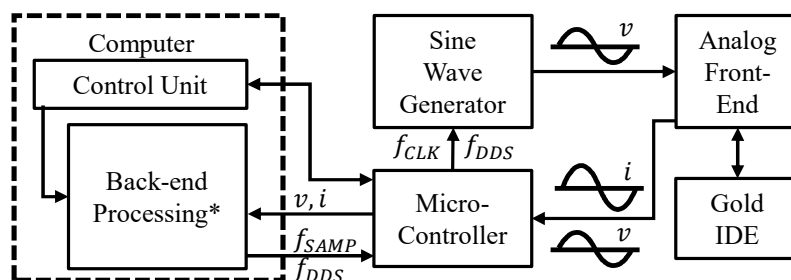 Computer
Control Unit
Back-end
Processing*
v, i
f_SAMP
f_DDS
Sine
Wave
Generator
f_CLK f_DDS
Micro-
Controller
v
i
v
Analog
Front-
End
Gold
IDE